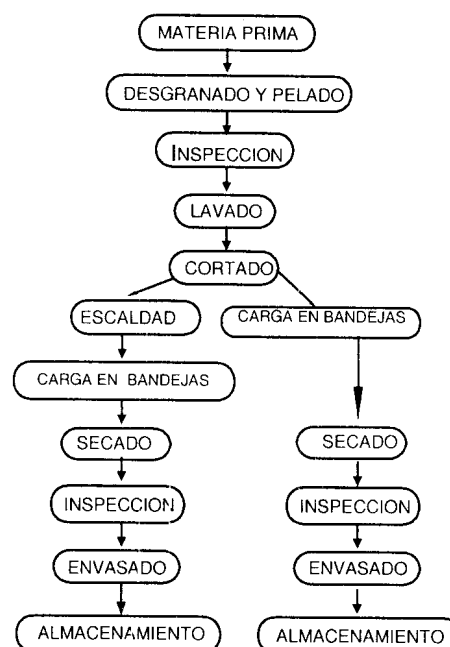 MATERIA PRIMA
DESGRANADO Y PELADO
INSPECCION
LAVADO
CORTADO
ESCALDAD
CARGA EN BANDEJAS
SECADO
INSPECCION
ENVASADO
ALMACENAMIENTO
CARGA EN BANDEJAS
SECADO
INSPECCION
ENVASADO
ALMACENAMIENTO